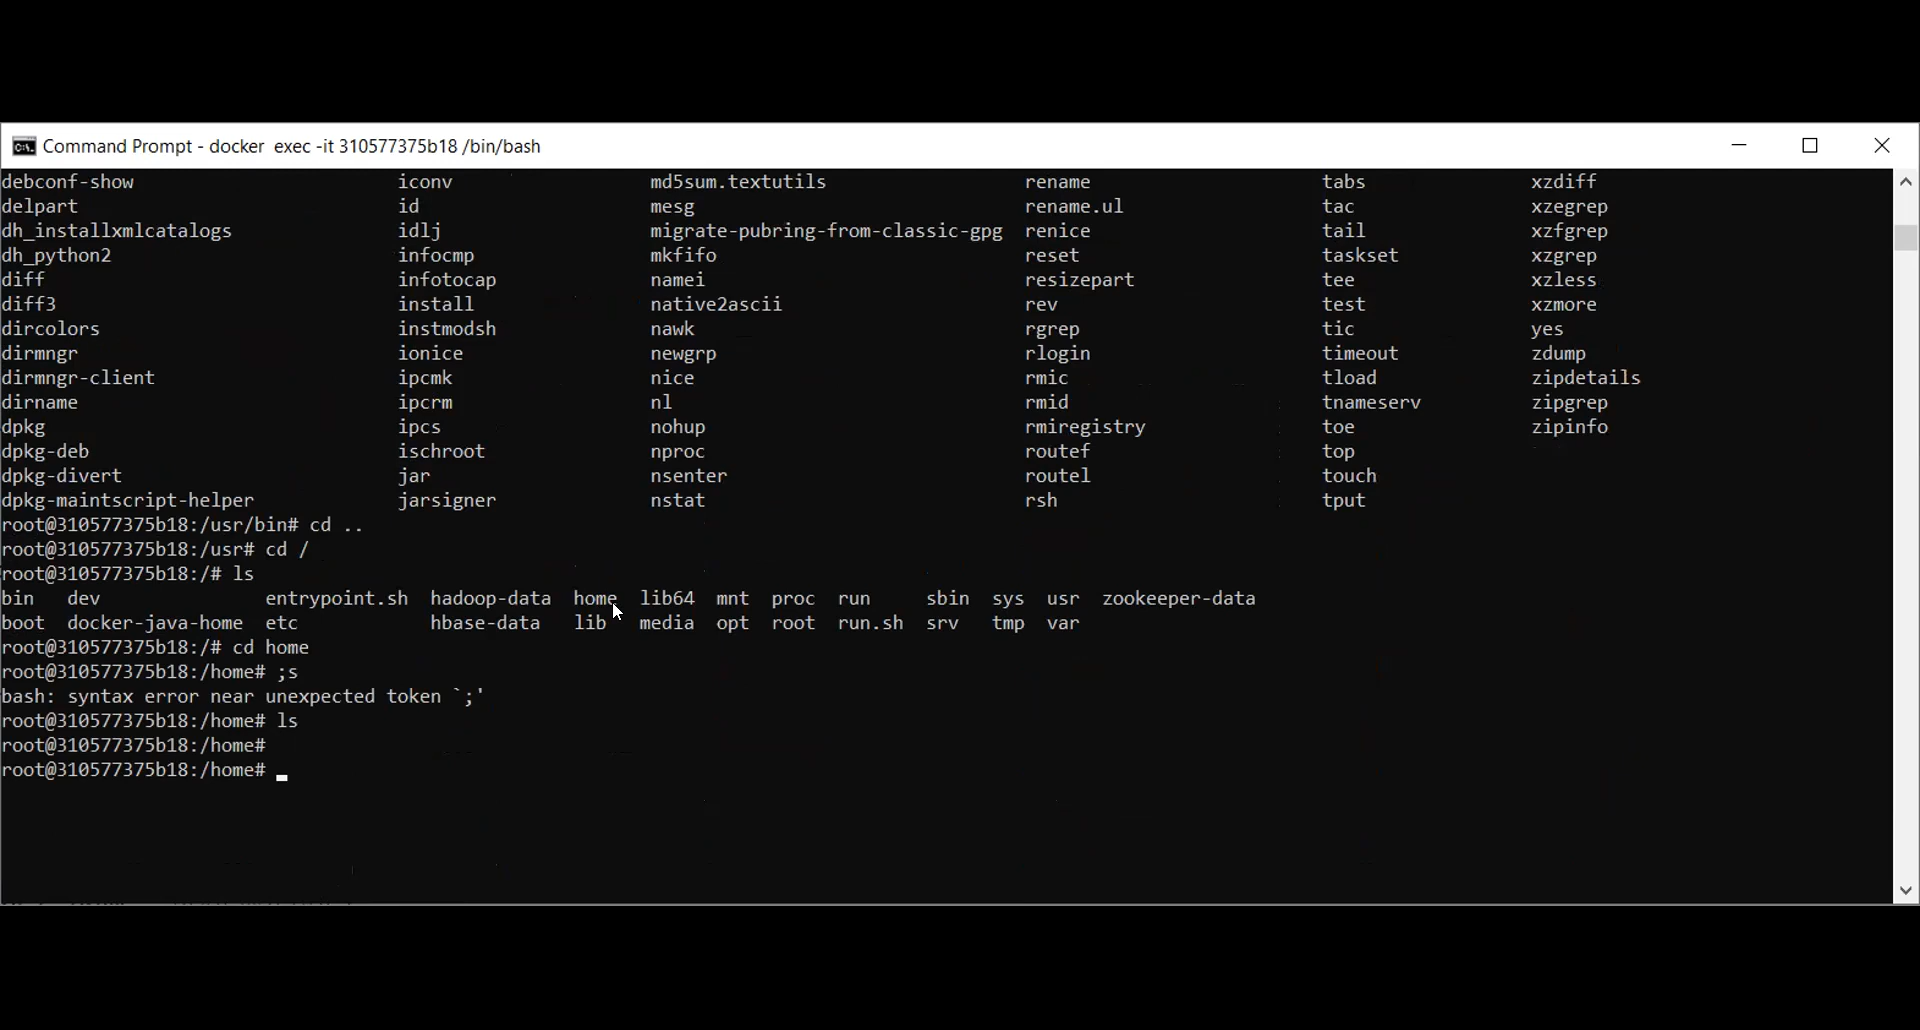 Command Prompt - docker  exec -it 310577375b18 /bin/bash
debconf-show iconv md5sum.textutils rename tabs xzdiff
delpart id mesg rename.ul tac xzegrep
dh_installxmlcatalogs idlj migrate-pubring-from-classic-gpg renice tail xzfgrep
dh_python2 infocmp mkfifo reset taskset xzgrep
diff infotocap namei resizepart tee xzless
diff3 install native2ascii rev test xzmore
dircolors instmodsh nawk rgrep tic yes
dirmngr ionice newgrp rlogin timeout zdump
dirmngr-client ipcmk nice rmic tload zipdetails
dirname ipcrm nl rmid tnameserv zipgrep
dpkg ipcs nohup rmiregistry toe zipinfo
dpkg-deb ischroot nproc routef top
dpkg-divert jar nsenter routel touch
dpkg-maintscript-helper jarsigner nstat rsh tput
root@310577375b18:/usr/bin# cd ..
root@310577375b18:/usr# cd /
root@310577375b18:/# ls
bin dev entrypoint.sh hadoop-data home lib64 mnt proc run sbin sys usr zookeeper-data
boot docker-java-home etc hbase-data lib media opt root run.sh srv tmp var
root@310577375b18:/# cd home
root@310577375b18:/home# ;s
bash: syntax error near unexpected token `;'
root@310577375b18:/home# ls
root@310577375b18:/home#
root@310577375b18:/home#